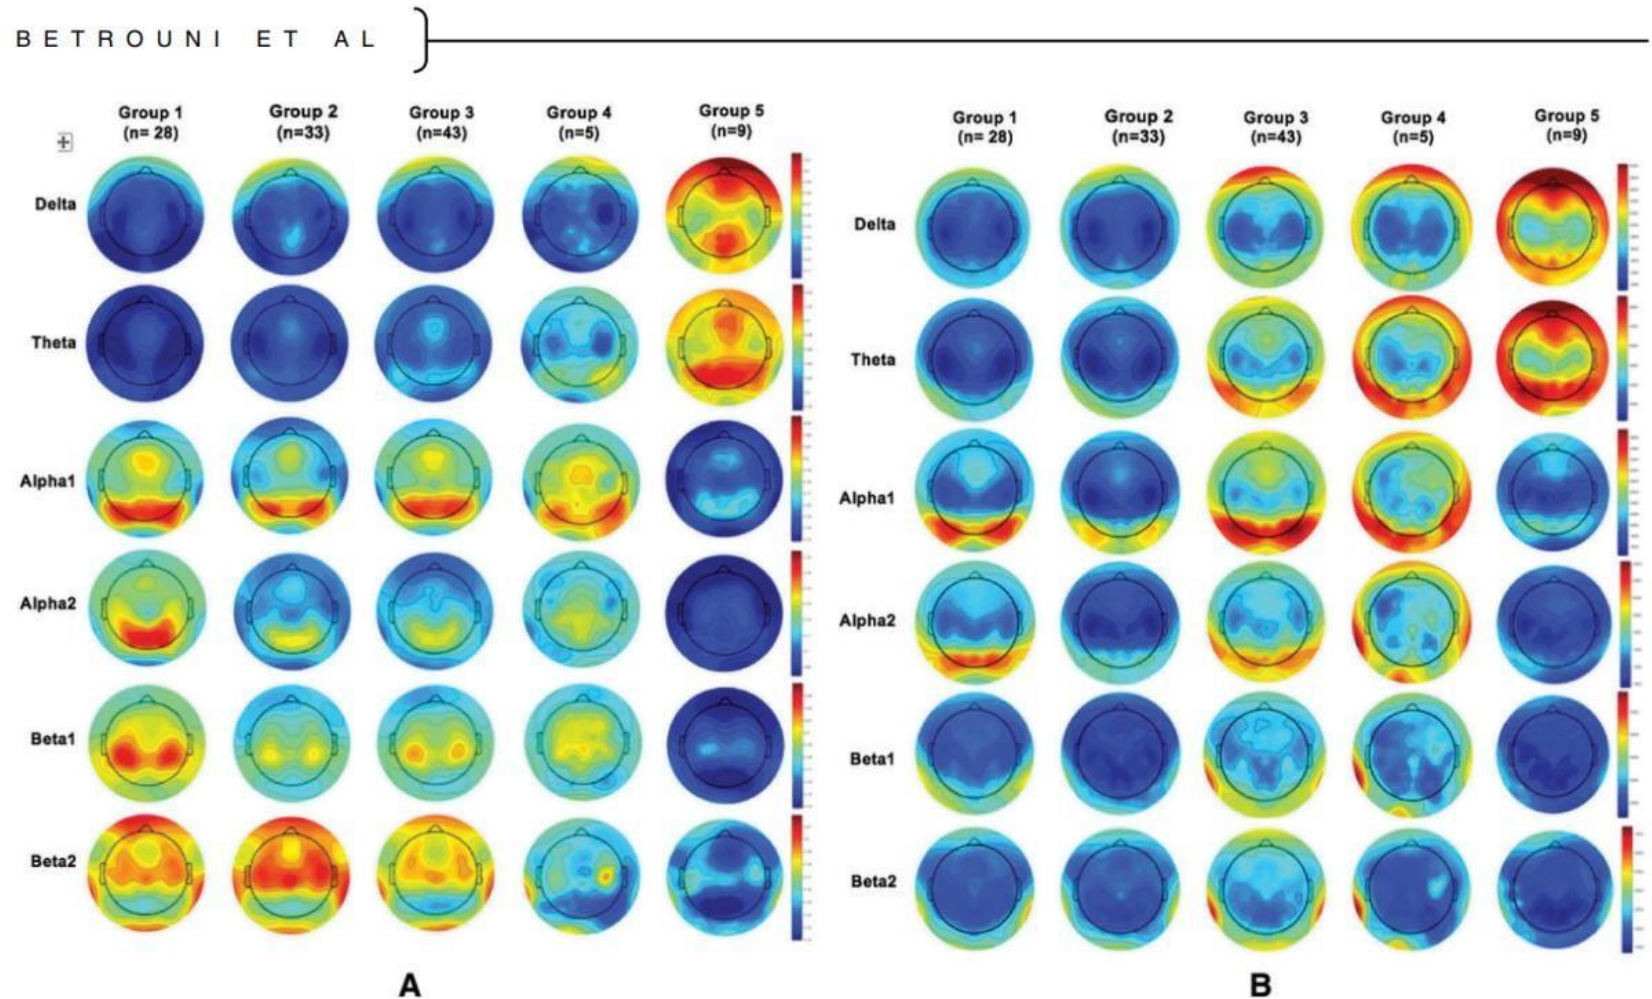 BETROUNI ET AL
Group 1 Group 2 Group 3 Group 4 Group 5
(n= 28) (n=33) (n=43) (n=5) (n=9)
Delta
Theta
Alpha1
Alpha2
Beta1
Beta2
A
Group 1 Group 2 Group 3 Group 4 Group 5
(n= 28) (n=33) (n=43) (n=5) (n=9)
Delta
Theta
Alpha1
Alpha2
Beta1
Beta2
B